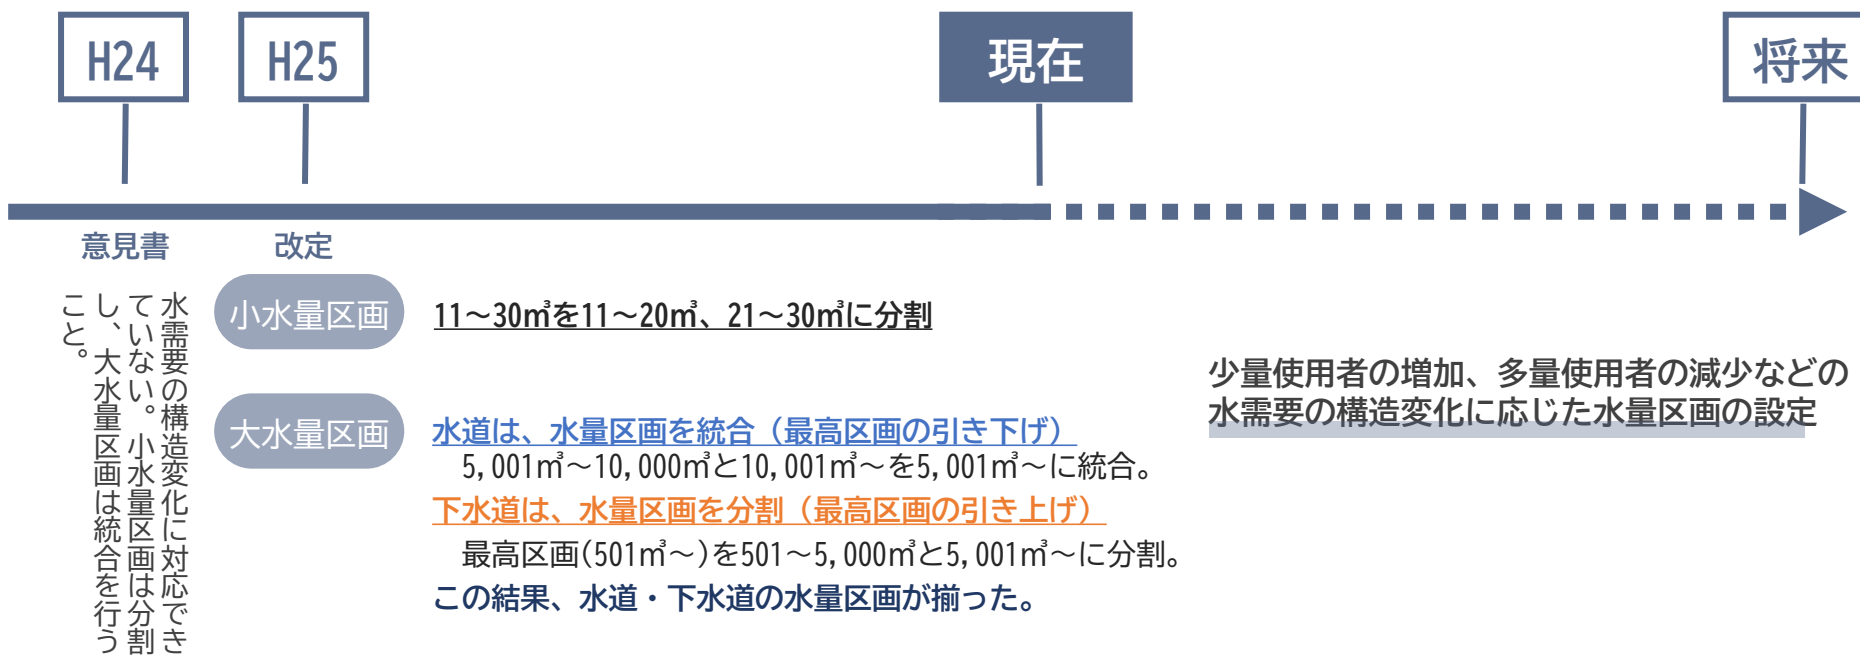 H24
H25
現在
将来
意見書
改定
水需要の構造変化に対応でき
ていない。小水量区画は分割
し、大水量区画は統合を行う
こと。
小水量区画
11～30㎥を11～20㎥、21～30㎥に分割
大水量区画
水道は、水量区画を統合（最高区画の引き下げ）
5,001㎥～10,000㎥と10,001㎥～を5,001㎥～に統合。
下水道は、水量区画を分割（最高区画の引き上げ）
最高区画(501㎥～)を501～5,000㎥と5,001㎥～に分割。
この結果、水道・下水道の水量区画が揃った。
少量使用者の増加、多量使用者の減少などの
水需要の構造変化に応じた水量区画の設定